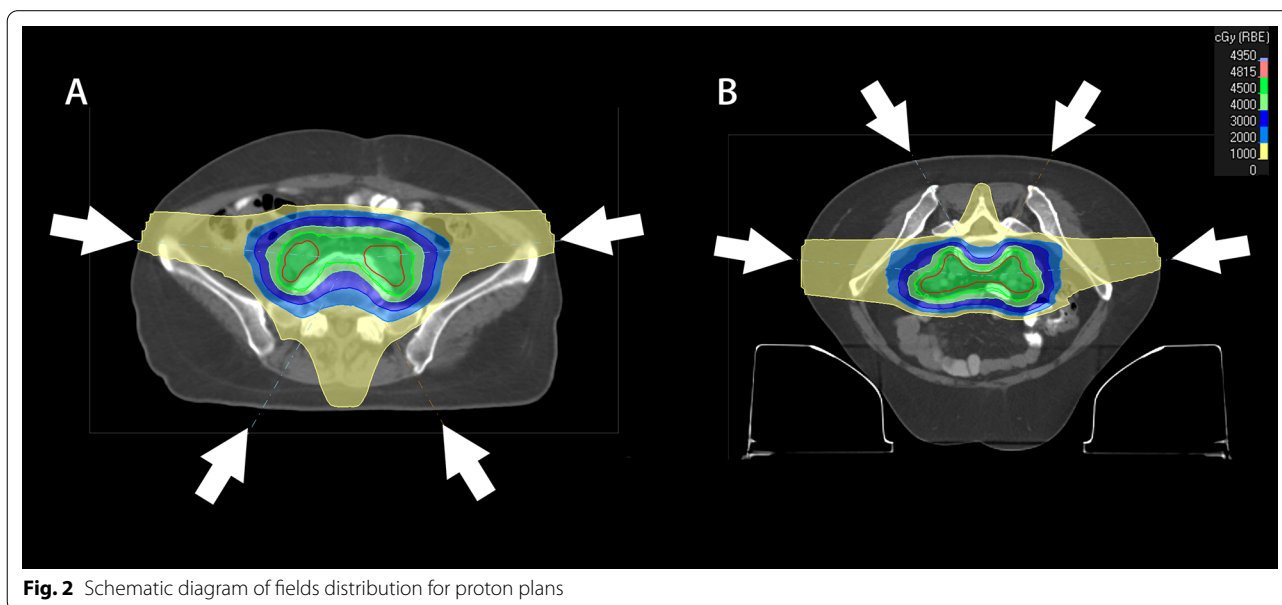 A
B
cGy (RBE)
4950
4815
4500
4000
3000
2000
1000
0
Fig. 2 Schematic diagram of fields distribution for proton plans